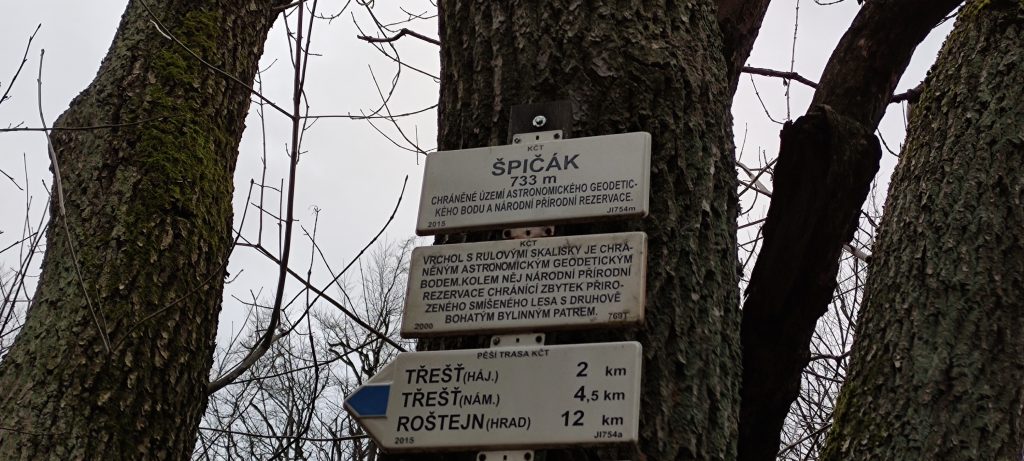 KČT
ŠPIČÁK
733 m
CHRÁNĚNÉ ÚZEMÍ ASTRONOMICKÉHO GEODETIC-
KÉHO BODU A NÁRODNÍ PŘÍRODNÍ REZERVACE.
2015 JI754m
KČT
VRCHOL S RULOVÝMI SKALISKY JE CHRÁ-
NĚNÝM ASTRONOMICKÝM GEODETICKÝM
BODEM.KOLEM NĚJ NÁRODNÍ PŘÍRODNÍ
REZERVACE CHRÁNÍCÍ ZBYTEK PŘIRO-
ZENÉHO SMÍŠENÉHO LESA S DRUHOVĚ
BOHATÝM BYLINNÝM PATREM.
2000 769T
PĚŠÍ TRASA KČT
TŘEŠŤ(HÁJ.) 2 km
TŘEŠŤ(NÁM.) 4,5 km
ROŠTEJN(HRAD) 12 km
2015 JI754a